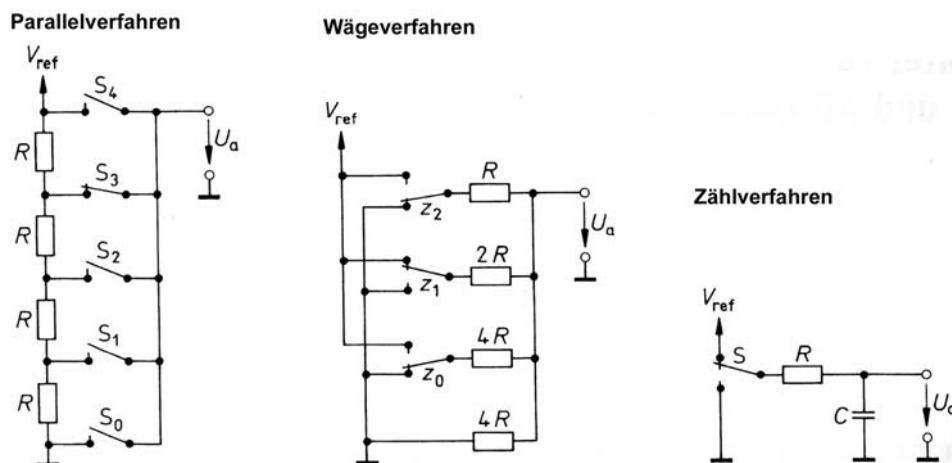 Parallelverfahren
V_ref
S₄
R
S₃
R
S₂
R
S₁
R
S₀
U_a
Wägeverfahren
V_ref
z₂
R
z₁
2R
z₀
4R
4R
U_a
Zählverfahren
V_ref
S
R
C
U_a